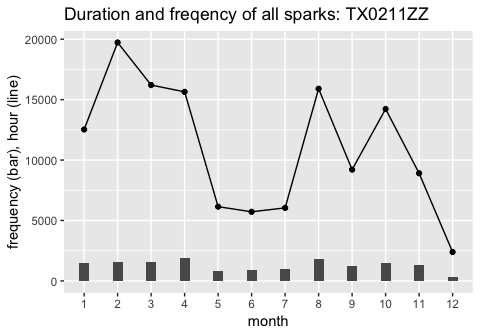 Duration and freqency of all sparks: TX0211ZZ
frequency (bar), hour (line)
20000
15000
10000
5000
0
1 2 3 4 5 6 7 8 9 10 11 12
month